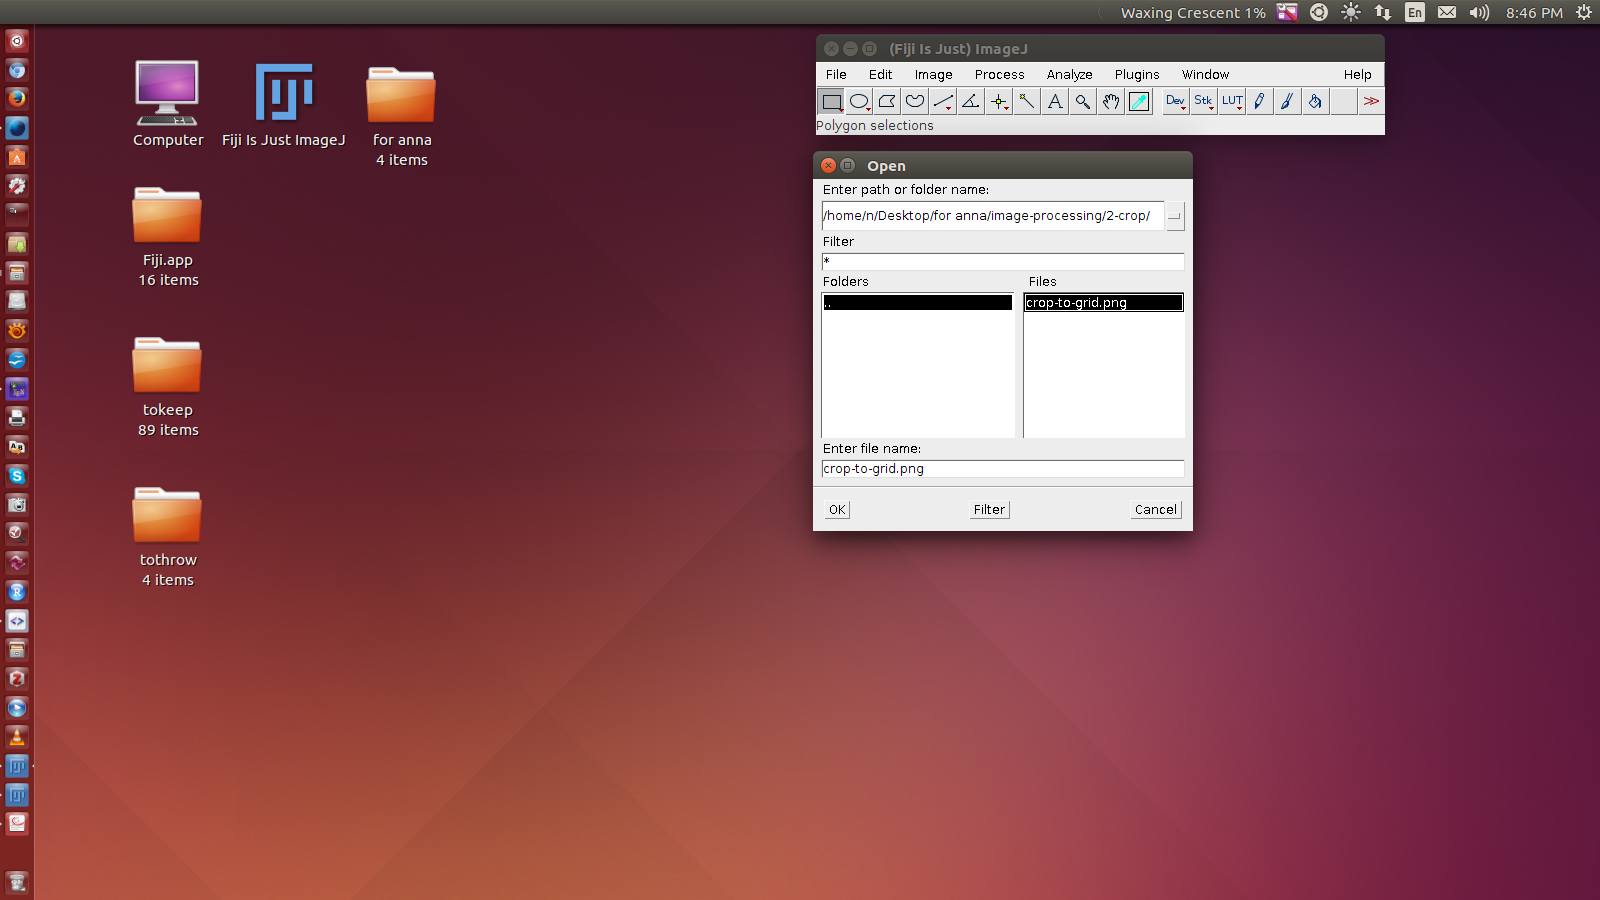 Waxing Crescent 1%
En
8:46 PM
Computer
Fiji Is Just ImageJ
for anna
4 items
Fiji.app
16 items
tokeep
89 items
tothrow
4 items
(Fiji Is Just) ImageJ
File Edit Image Process Analyze Plugins Window Help
A Dev Stk LUT >>
Polygon selections
Open
Enter path or folder name:
/home/n/Desktop/for anna/image-processing/2-crop/
Filter
*
Folders Files
.. crop-to-grid.png
Enter file name:
crop-to-grid.png
OK Filter Cancel